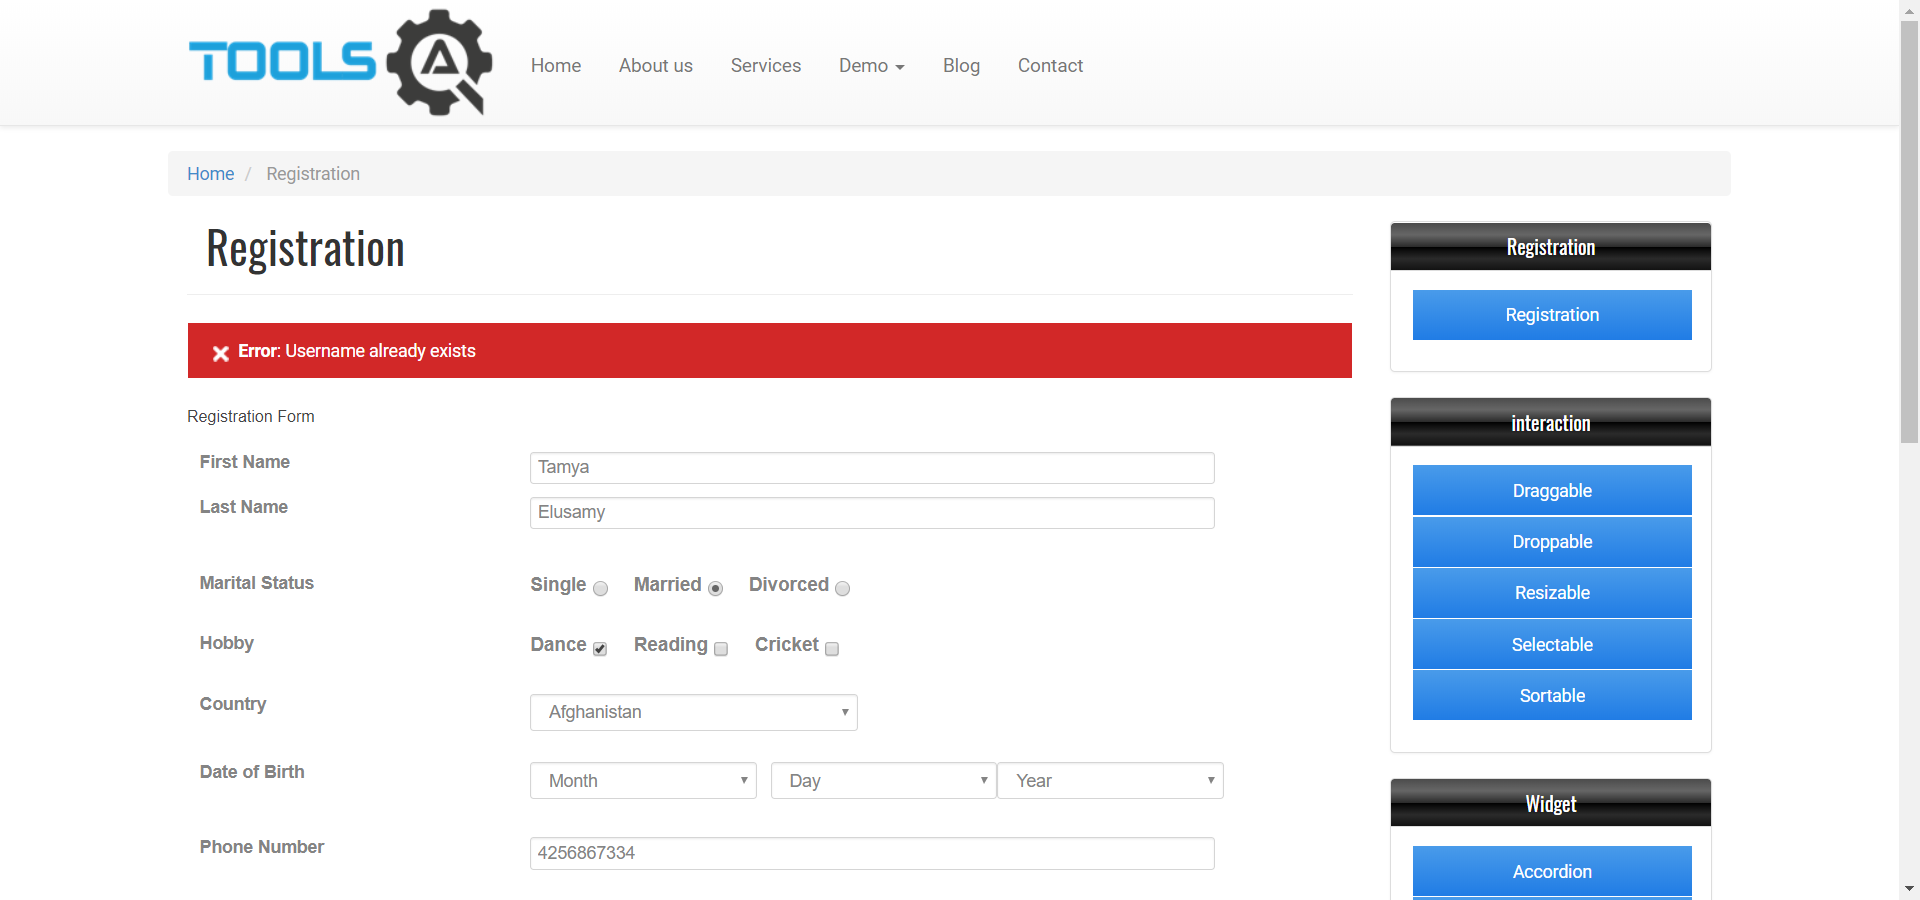 TOOLS QA
Home About us Services Demo Blog Contact
Home / Registration
Registration
Error: Username already exists
Registration Form
First Name Tamya
Last Name Elusamy
Marital Status Single Married Divorced
Hobby Dance Reading Cricket
Country Afghanistan
Date of Birth Month Day Year
Phone Number 4256867334
Registration
Registration
interaction
Draggable
Droppable
Resizable
Selectable
Sortable
Widget
Accordion